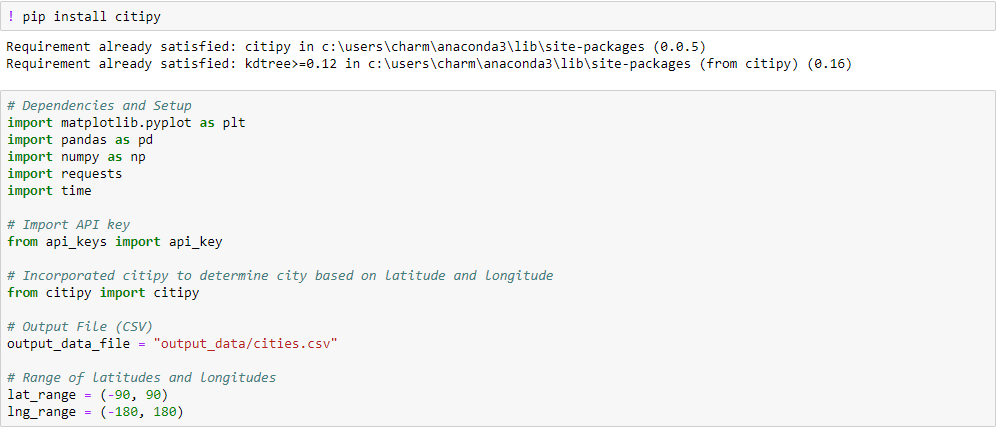 ! pip install citipy
Requirement already satisfied: citipy in c:\users\charm\anaconda3\lib\site-packages (0.0.5)
Requirement already satisfied: kdtree>=0.12 in c:\users\charm\anaconda3\lib\site-packages (from citipy) (0.16)
# Dependencies and Setup
import matplotlib.pyplot as plt
import pandas as pd
import numpy as np
import requests
import time
# Import API key
from api_keys import api_key
# Incorporated citipy to determine city based on latitude and longitude
from citipy import citipy
# Output File (CSV)
output_data_file = "output_data/cities.csv"
# Range of latitudes and longitudes
lat_range = (-90, 90)
lng_range = (-180, 180)